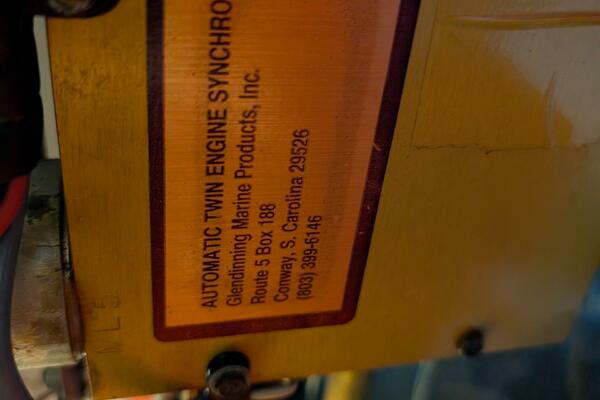 AUTOMATIC TWIN ENGINE SYNCHRO
Glendinning Marine Products, Inc.
Route 5 Box 188
Conway, S. Carolina 29526
(803) 399-6146